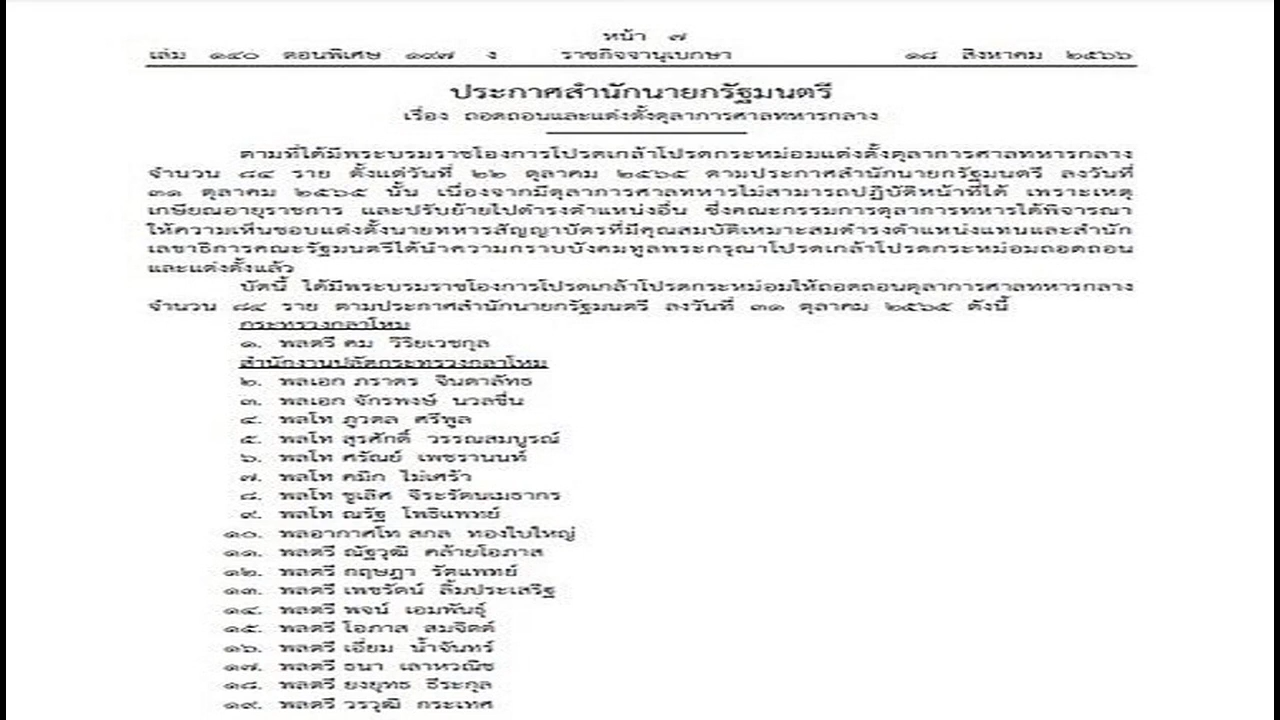 หน้า ๗
เล่ม ๑๔๐ ตอนพิเศษ ๑๙๗ ง ราชกิจจานุเบกษา ๑๘ สิงหาคม ๒๕๖๖
ประกาศสำนักนายกรัฐมนตรี
เรื่อง ถอดถอนและแต่งตั้งตุลาการศาลทหารกลาง
ตามที่ได้มีพระบรมราชโองการโปรดเกล้าโปรดกระหม่อมแต่งตั้งตุลาการศาลทหารกลาง
จำนวน ๘๔ ราย ตั้งแต่วันที่ ๒๒ ตุลาคม ๒๕๖๕ ตามประกาศสำนักนายกรัฐมนตรี ลงวันที่
๓๑ ตุลาคม ๒๕๖๕ นั้น เนื่องจากมีตุลาการศาลทหารไม่สามารถปฏิบัติหน้าที่ได้ เพราะเหตุ
เกษียณอายุราชการ และปรับย้ายไปดำรงตำแหน่งอื่น ซึ่งคณะกรรมการตุลาการทหารได้พิจารณา
ให้ความเห็นชอบแต่งตั้งนายทหารสัญญาบัตรที่มีคุณสมบัติเหมาะสมดำรงตำแหน่งแทนและสำนัก
เลขาธิการคณะรัฐมนตรีได้นำความกราบบังคมทูลพระกรุณาโปรดเกล้าโปรดกระหม่อมถอดถอน
และแต่งตั้งแล้ว
บัดนี้ ได้มีพระบรมราชโองการโปรดเกล้าโปรดกระหม่อมให้ถอดถอนตุลาการศาลทหารกลาง
จำนวน ๘๔ ราย ตามประกาศสำนักนายกรัฐมนตรี ลงวันที่ ๓๑ ตุลาคม ๒๕๖๕ ดังนี้
กระทรวงกลาโหม
๑. พลตรี คม วิริยเวชกุล
สำนักงานปลัดกระทรวงกลาโหม
๒. พลเอก ภราดร จินดาลัทธ
๓. พลเอก จักรพงษ์ นวลชื่น
๔. พลโท ภูวดล ศรีพูล
๕. พลโท สุรศักดิ์ วรรณสมบูรณ์
๖. พลโท ศรัณย์ เพชรานนท์
๗. พลโท คมิก ไม่เศร้า
๘. พลโท ชูเลิศ จิระรัตนเมธากร
๙. พลโท ณรัฐ โพธิแพทย์
๑๐. พลอากาศโท สกล ทองใบใหญ่
๑๑. พลตรี ณัฐวุฒิ คล้ายโอภาส
๑๒. พลตรี กฤษฎา รัตแพทย์
๑๓. พลตรี เพชรัตน์ ลิ้มประเสริฐ
๑๔. พลตรี พจน์ เอมพันธุ์
๑๕. พลตรี โอภาส สมจิตต์
๑๖. พลตรี เอี่ยม น้ำจันทร์
๑๗. พลตรี ธนา เลาหวณิช
๑๘. พลตรี ยงยุทธ ธีระกุล
๑๙. พลตรี วรวุฒิ กระเทศ